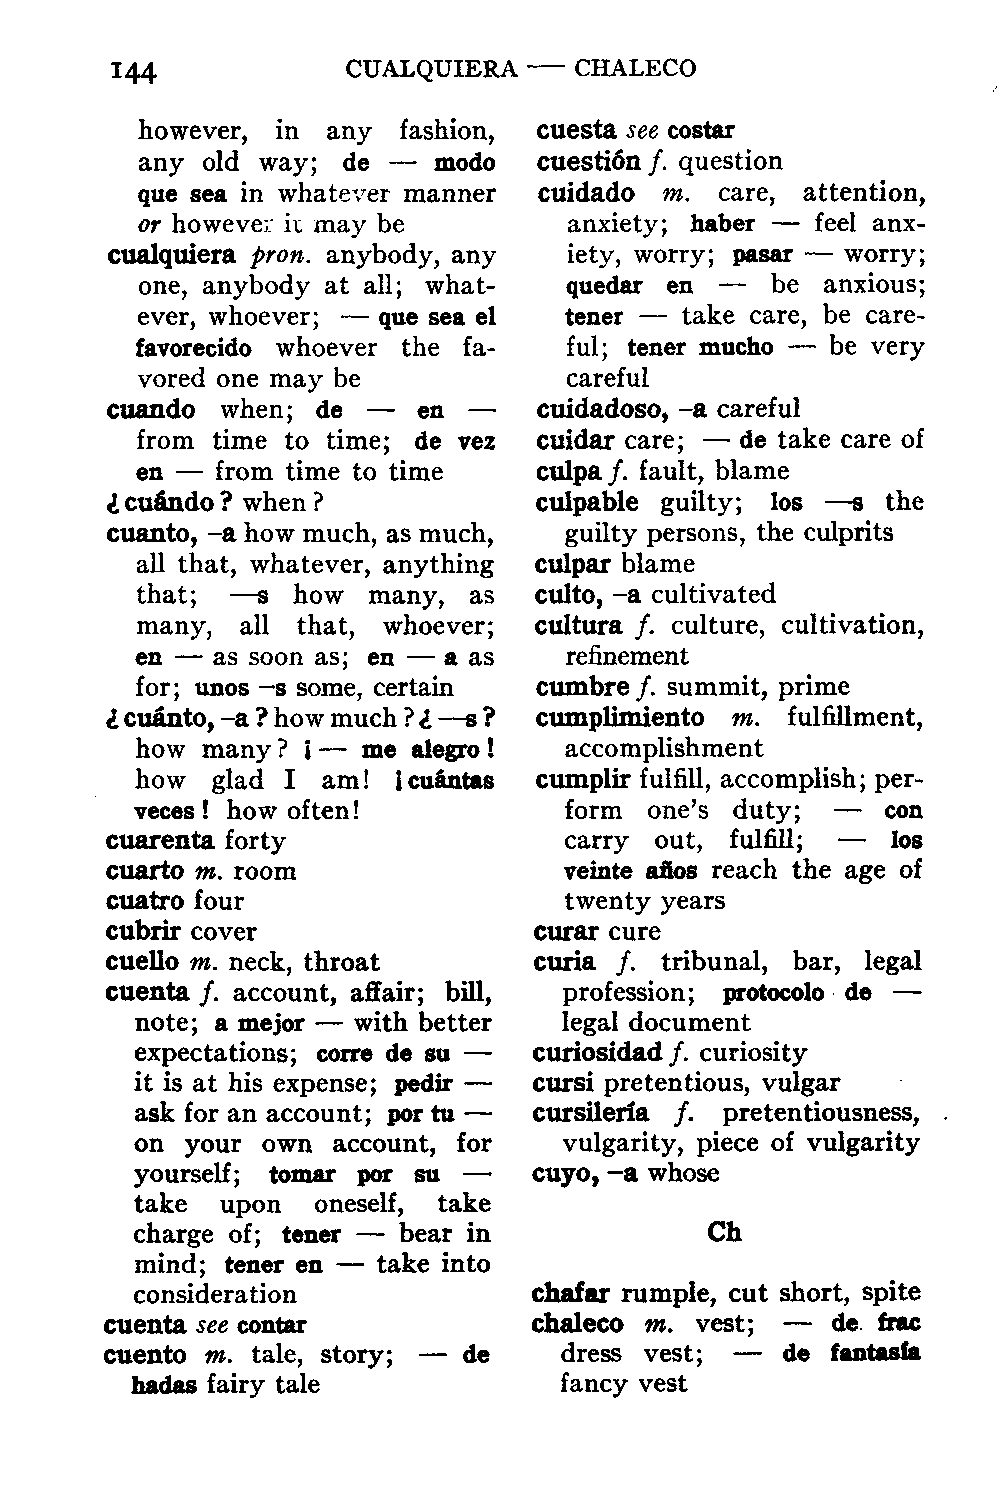 144 CUALQUIERA — CHALECO
however, in any fashion,
any old way; de — modo
que sea in whatever manner
or however it may be
cualquiera pron. anybody, any
one, anybody at all; what-
ever, whoever; — que sea el
favorecido whoever the fa-
vored one may be
cuando when; de — en —
from time to time; de vez
en — from time to time
¿cuándo? when?
cuanto, –a how much, as much,
all that, whatever, anything
that; —s how many, as
many, all that, whoever;
en — as soon as; en — a as
for; unos –s some, certain
¿cuánto, –a? how much? ¿—s?
how many? ¡— me alegro!
how glad I am! ¡cuántas
veces! how often!
cuarenta forty
cuarto m. room
cuatro four
cubrir cover
cuello m. neck, throat
cuenta f. account, affair; bill,
note; a mejor — with better
expectations; corre de su —
it is at his expense; pedir —
ask for an account; por tu —
on your own account, for
yourself; tomar por su —
take upon oneself, take
charge of; tener — bear in
mind; tener en — take into
consideration
cuenta see contar
cuento m. tale, story; — de
hadas fairy tale
cuesta see costar
cuestión f. question
cuidado m. care, attention,
anxiety; haber — feel anx-
iety, worry; pasar — worry;
quedar en — be anxious;
tener — take care, be care-
ful; tener mucho — be very
careful
cuidadoso, –a careful
cuidar care; — de take care of
culpa f. fault, blame
culpable guilty; los —s the
guilty persons, the culprits
culpar blame
culto, –a cultivated
cultura f. culture, cultivation,
refinement
cumbre f. summit, prime
cumplimiento m. fulfillment,
accomplishment
cumplir fulfill, accomplish; per-
form one's duty; — con
carry out, fulfill; — los
veinte años reach the age of
twenty years
curar cure
curia f. tribunal, bar, legal
profession; protocolo de —
legal document
curiosidad f. curiosity
cursi pretentious, vulgar
cursilería f. pretentiousness,
vulgarity, piece of vulgarity
cuyo, –a whose
Ch
chafar rumple, cut short, spite
chaleco m. vest; — de frac
dress vest; — de fantasía
fancy vest